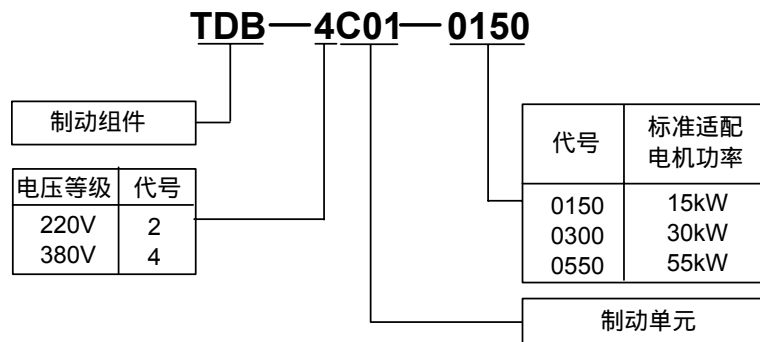 TDB—4C01—0150
制动组件
电压等级 代号
220V 2
380V 4
代号 标准适配
电机功率
0150 15kW
0300 30kW
0550 55kW
制动单元